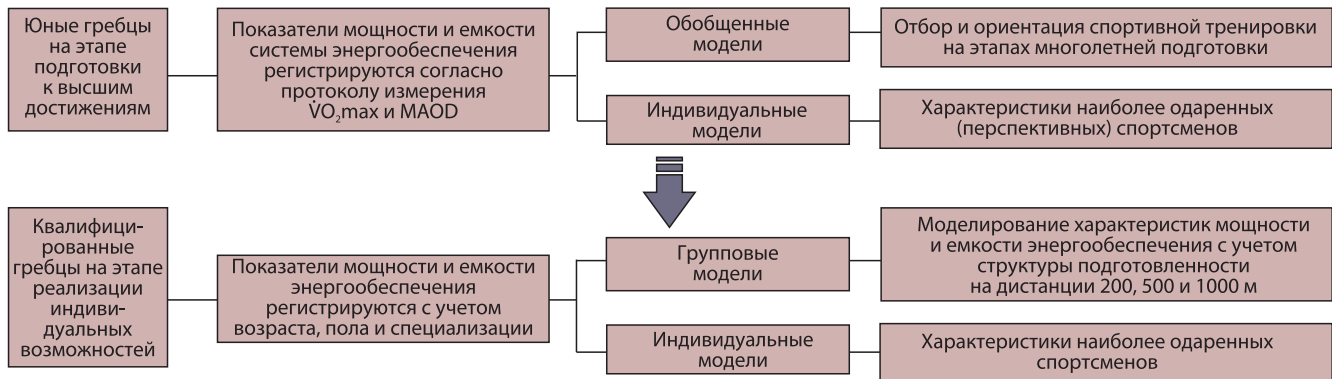 Юные гребцы
на этапе
подготовки
к высшим
достижениям
Показатели мощности и емкости
системы энергообеспечения
регистрируются согласно
протоколу измерения
V̇O₂max и MAOD
Обобщенные
модели
Отбор и ориентация спортивной тренировки
на этапах многолетней подготовки
Индивидуальные
модели
Характеристики наиболее одаренных
(перспективных) спортсменов
Квалифици-
рованные
гребцы на этапе
реализации
индиви-
дуальных
возможностей
Показатели мощности и емкости
энергообеспечения
регистрируются с учетом
возраста, пола и специализации
Групповые
модели
Моделирование характеристик мощности
и емкости энергообеспечения с учетом
структуры подготовленности
на дистанции 200, 500 и 1000 м
Индивидуальные
модели
Характеристики наиболее одаренных
спортсменов